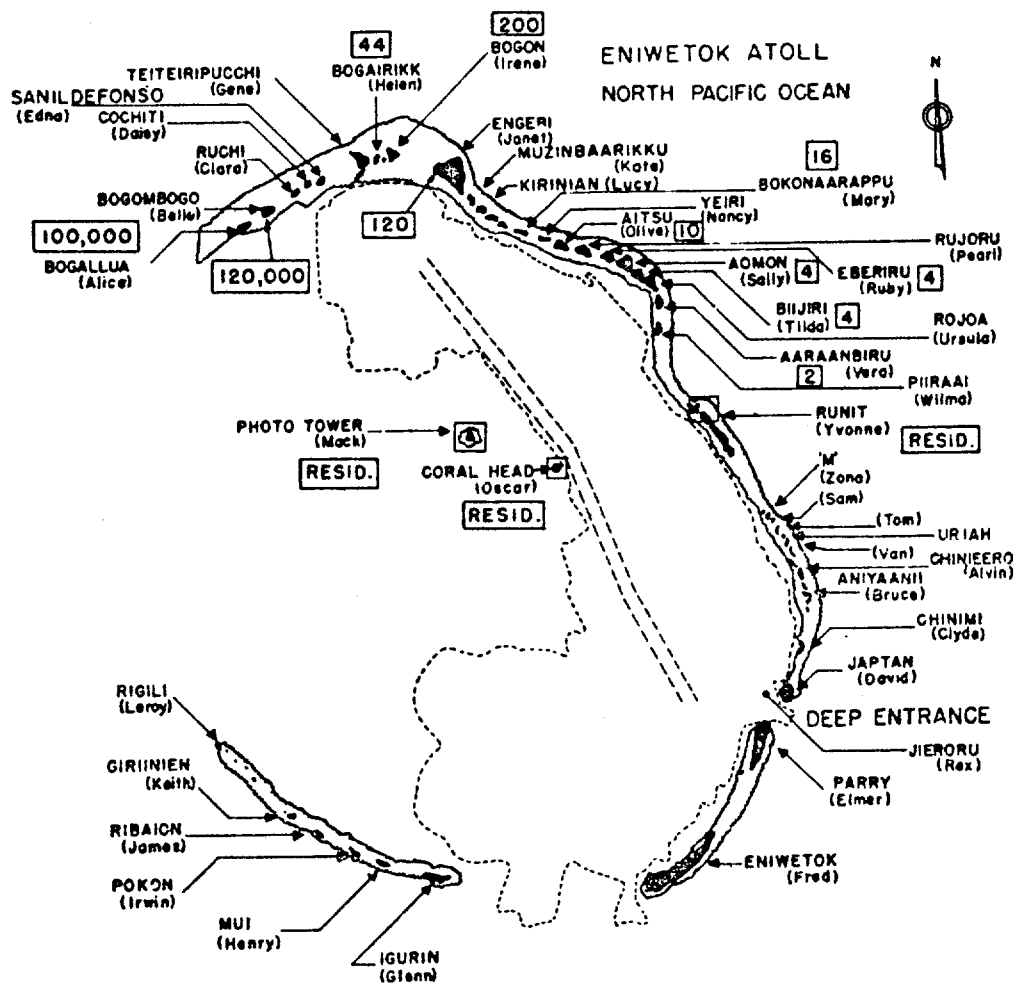 200
44
BOGON
(Irene)
BOGAIRIKK
(Helen)
ENIWETOK ATOLL
NORTH PACIFIC OCEAN
N
TEITEIRIPUCCHI
(Gene)
SANILDEFONSO
(Edna)
COCHITI
(Daisy)
RUCHI
(Clara)
BOGOMBOGO
(Belle)
100,000
BOGALLUA
(Alice)
120,000
120
ENGERI
(Janet)
MUZINBAARIKKU
(Kate)
KIRINIAN (Lucy)
16
BOKONAARAPPU
(Mary)
YEIRI
(Nancy)
AITSU
(Olive)
10
RUJORU
(Pearl)
AOMON
(Sally)
4
EBERIRU
(Ruby)
4
BIIJIRI
(Tilda)
4
ROJOA
(Ursula)
AARAANBIRU
(Vera)
2
PIIRAAI
(Wilma)
RUNIT
(Yvonne)
RESID.
PHOTO TOWER
(Mack)
RESID.
CORAL HEAD
(Oscar)
RESID.
'M'
(Zona)
(Sam)
(Tom)
URIAH
(Van)
CHINIEERO
(Alvin)
ANIYAANII
(Bruce)
CHINIMI
(Clyde)
JAPTAN
(David)
DEEP ENTRANCE
JIERORU
(Rex)
PARRY
(Elmer)
ENIWETOK
(Fred)
RIGILI
(Leroy)
GIRIINIEN
(Keith)
RIBAION
(James)
POKON
(Irwin)
MUI
(Henry)
IGURIN
(Glenn)